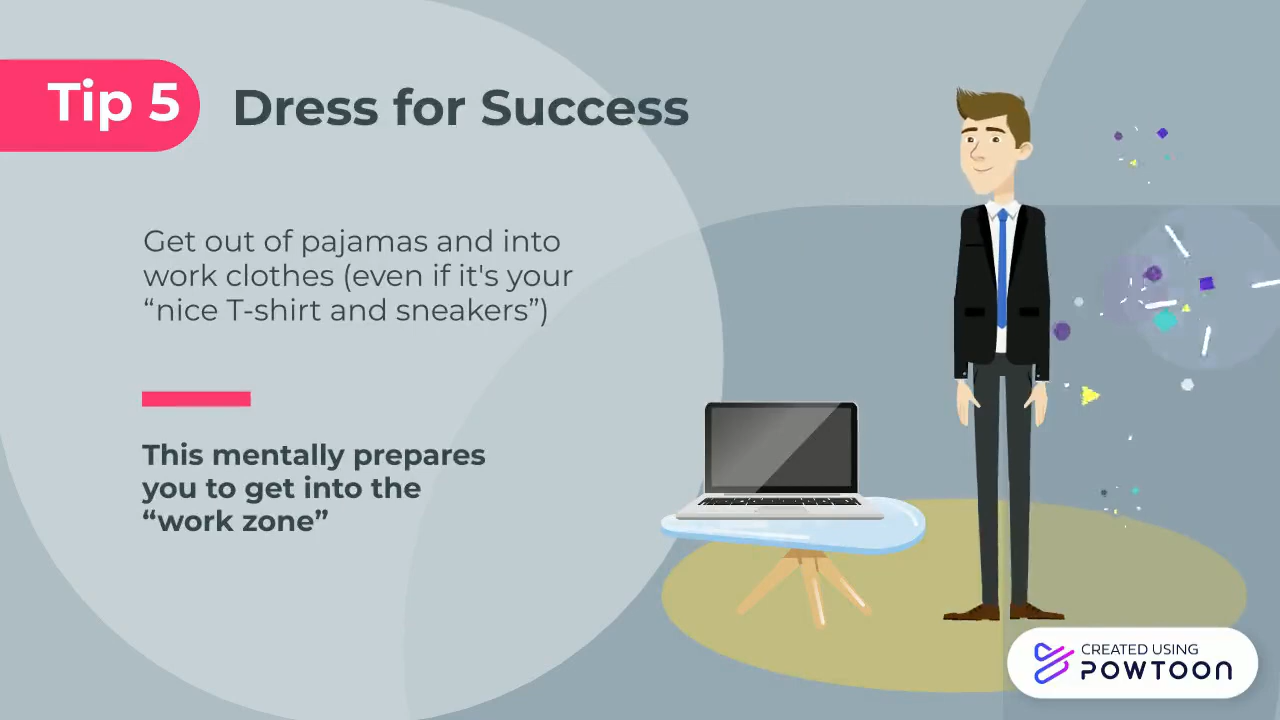 Tip 5
Dress for Success
Get out of pajamas and into
work clothes (even if it's your
“nice T-shirt and sneakers”)
This mentally prepares
you to get into the
“work zone”
CREATED USING
POWTOON